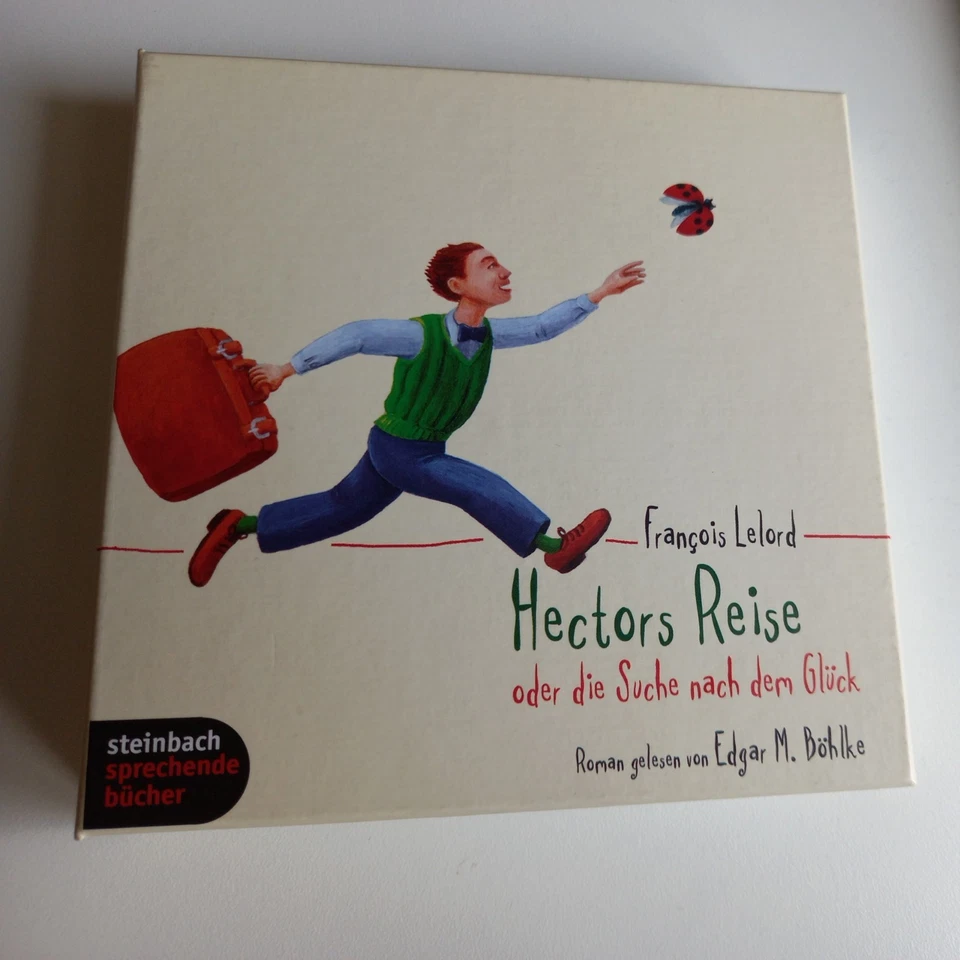 François Lelord
Hectors Reise
oder die Suche nach dem Glück
Roman gelesen von Edgar M. Böhlke
steinbach
sprechende
bücher